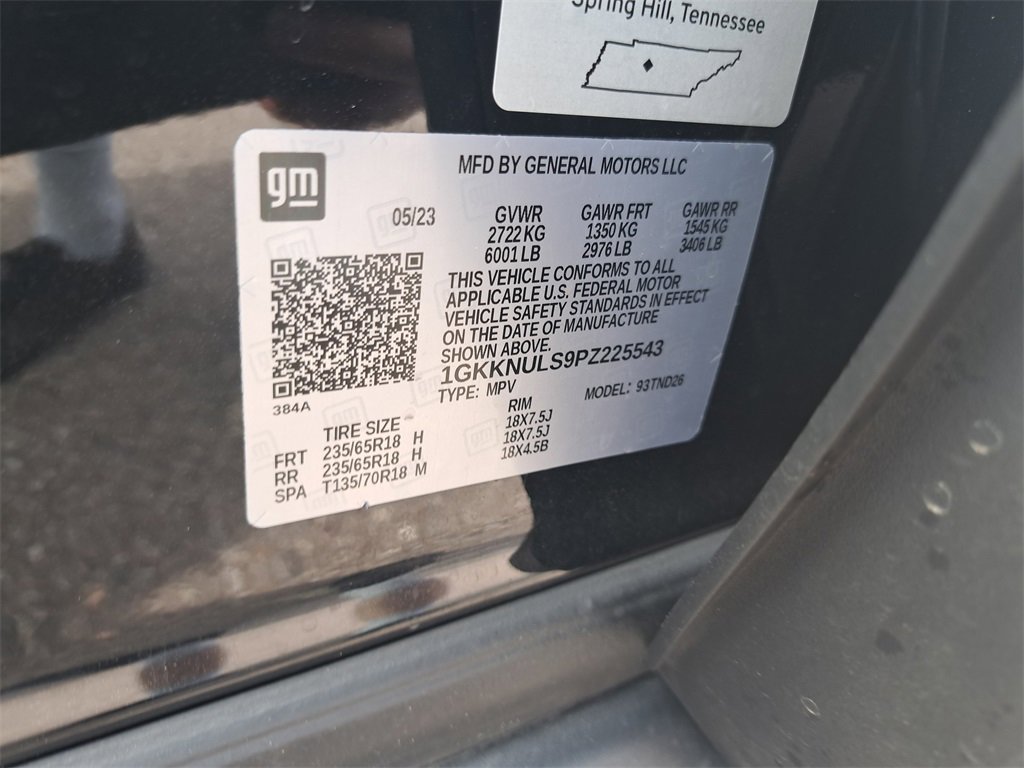 Spring Hill, Tennessee
gm
MFD BY GENERAL MOTORS LLC
05/23
GVWR
2722 KG
6001 LB
GAWR FRT
1350 KG
2976 LB
GAWR RR
1545 KG
3406 LB
THIS VEHICLE CONFORMS TO ALL
APPLICABLE U.S. FEDERAL MOTOR
VEHICLE SAFETY STANDARDS IN EFFECT
ON THE DATE OF MANUFACTURE
SHOWN ABOVE.
1GKKNULS9PZ225543
TYPE: MPV
MODEL: 93TND26
384A
TIRE SIZE
RIM
FRT 235/65R18 H 18X7.5J
RR 235/65R18 H 18X7.5J
SPA T135/70R18 M 18X4.5B